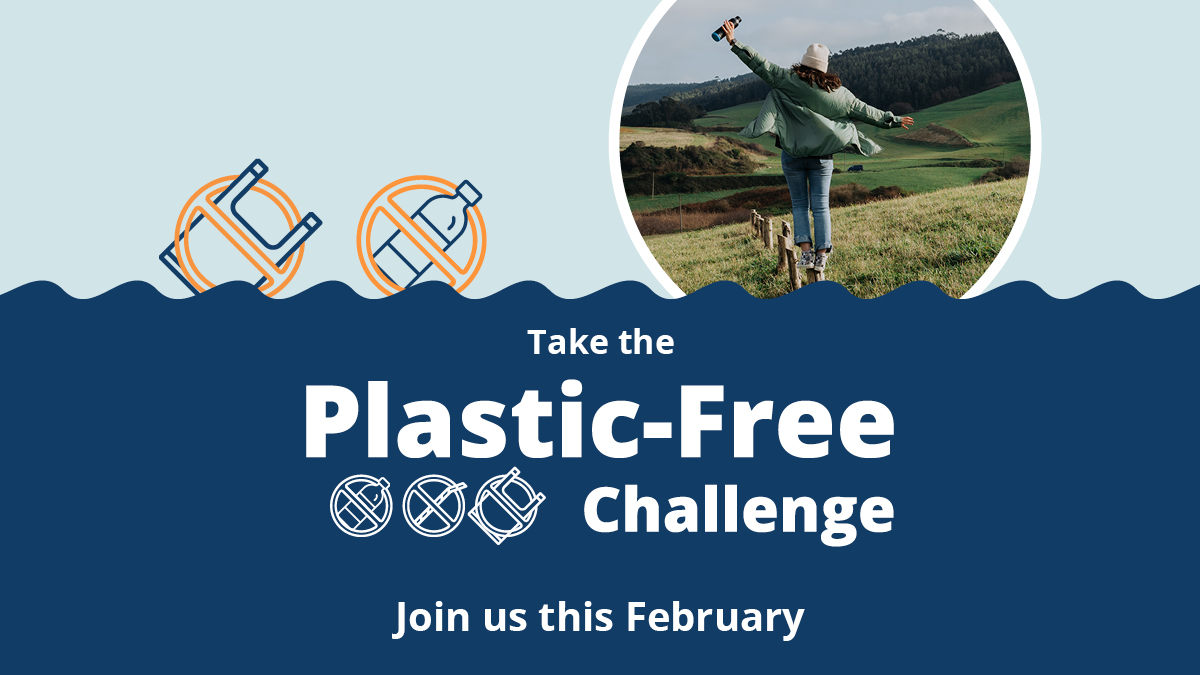 Take the
Plastic-Free
Challenge
Join us this February